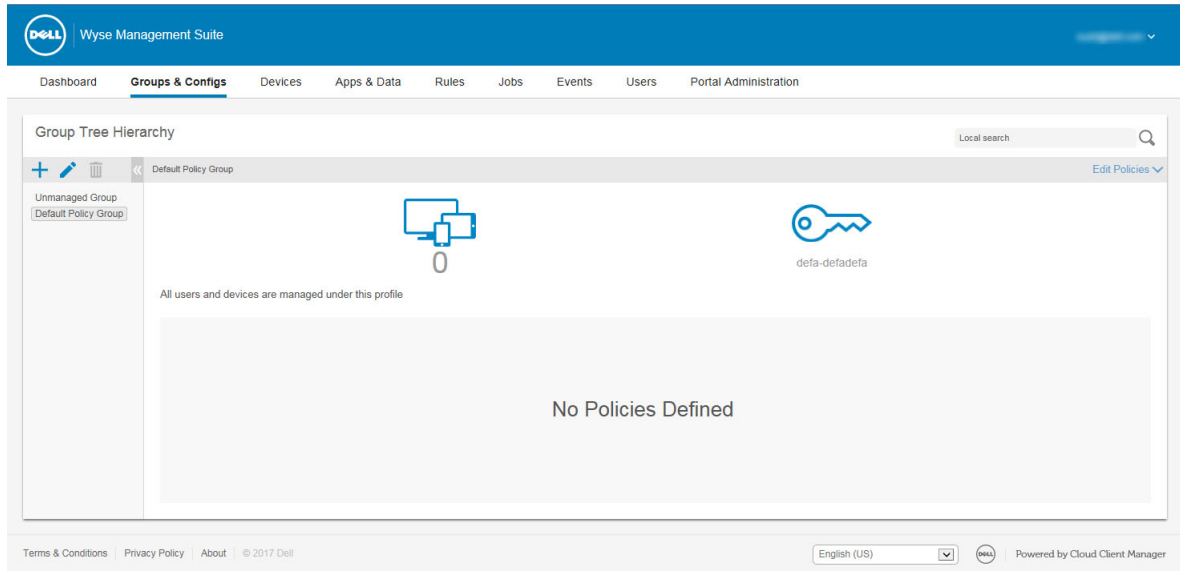 DELL Wyse Management Suite
Dashboard Groups & Configs Devices Apps & Data Rules Jobs Events Users Portal Administration
Group Tree Hierarchy
Local search
Default Policy Group
Edit Policies
Unmanaged Group
Default Policy Group
0
defa-defadefa
All users and devices are managed under this profile
No Policies Defined
Terms & Conditions Privacy Policy About © 2017 Dell
English (US)
DELL
Powered by Cloud Client Manager